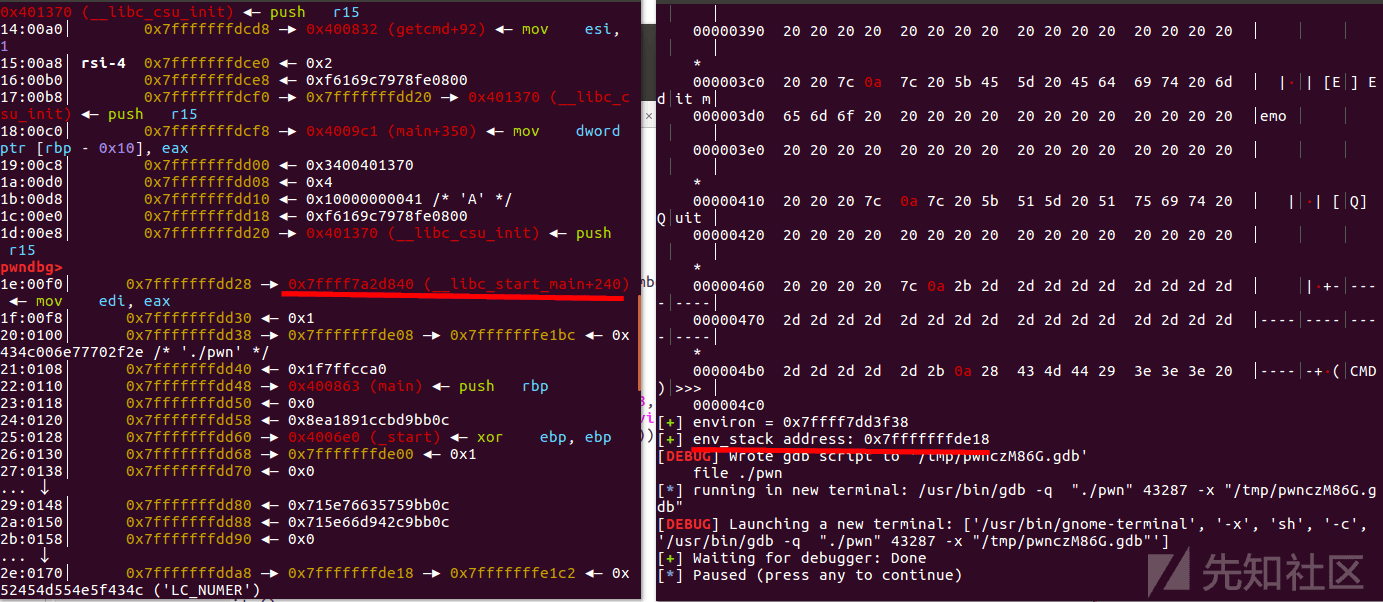 0x401370 (__libc_csu_init) ◂— push   r15
14:00a0│         0x7fffffffdcd8 —▸ 0x400832 (getcmd+92) ◂— mov    esi,
1
15:00a8│ rsi-4  0x7fffffffdce0 ◂— 0x2
16:00b0│         0x7fffffffdce8 ◂— 0xf6169c7978fe0800
17:00b8│         0x7fffffffdcf0 —▸ 0x7fffffffdd20 —▸ 0x401370 (__libc_c
su_init) ◂— push   r15
18:00c0│         0x7fffffffdcf8 —▸ 0x4009c1 (main+350) ◂— mov    dword
ptr [rbp - 0x10], eax
19:00c8│         0x7fffffffdd00 ◂— 0x3400401370
1a:00d0│         0x7fffffffdd08 ◂— 0x4
1b:00d8│         0x7fffffffdd10 ◂— 0x10000000041 /* 'A' */
1c:00e0│         0x7fffffffdd18 ◂— 0xf6169c7978fe0800
1d:00e8│         0x7fffffffdd20 —▸ 0x401370 (__libc_csu_init) ◂— push
r15
pwndbg>
1e:00f0│         0x7fffffffdd28 —▸ 0x7ffff7a2d840 (__libc_start_main+240)
◂— mov    edi, eax
1f:00f8│         0x7fffffffdd30 ◂— 0x1
20:0100│         0x7fffffffdd38 —▸ 0x7fffffffde08 —▸ 0x7fffffffe1bc ◂— 0x
434c006e77702f2e /* './pwn' */
21:0108│         0x7fffffffdd40 ◂— 0x1f7ffcca0
22:0110│         0x7fffffffdd48 —▸ 0x400863 (main) ◂— push   rbp
23:0118│         0x7fffffffdd50 ◂— 0x0
24:0120│         0x7fffffffdd58 ◂— 0x8ea1891ccbd9bb0c
25:0128│         0x7fffffffdd60 —▸ 0x4006e0 (_start) ◂— xor    ebp, ebp
26:0130│         0x7fffffffdd68 —▸ 0x7fffffffde00 ◂— 0x1
27:0138│         0x7fffffffdd70 ◂— 0x0
... ↓
29:0148│         0x7fffffffdd80 ◂— 0x715e76635759bb0c
2a:0150│         0x7fffffffdd88 ◂— 0x715e66d942c9bb0c
2b:0158│         0x7fffffffdd90 ◂— 0x0
... ↓
2e:0170│         0x7fffffffdda8 —▸ 0x7fffffffde18 —▸ 0x7fffffffe1c2 ◂— 0x
52454d554e5f434c ('LC_NUMER')
00000390  20 20 20 20  20 20 20 20  20 20 20 20  20 20 20 20  │    │    │
│    │
*
000003c0  20 20 7c 0a  7c 20 5b 45  5d 20 45 64  69 74 20 6d  │  |·│| [E│] E
d│it m│
000003d0  65 6d 6f 20  20 20 20 20  20 20 20 20  20 20 20 20  │emo │    │
│    │
000003e0  20 20 20 20  20 20 20 20  20 20 20 20  20 20 20 20  │    │    │
│    │
*
00000410  20 20 20 7c  0a 7c 20 5b  51 5d 20 51  75 69 74 20  │   |│·| [│Q]
Q│uit │
00000420  20 20 20 20  20 20 20 20  20 20 20 20  20 20 20 20  │    │    │
│    │
*
00000460  20 20 20 20  7c 0a 2b 2d  2d 2d 2d 2d  2d 2d 2d 2d  │    │|·+-│---
-│----│
00000470  2d 2d 2d 2d  2d 2d 2d 2d  2d 2d 2d 2d  2d 2d 2d 2d  │----│----│---
-│----│
*
000004b0  2d 2d 2d 2d  2d 2b 0a 28  43 4d 44 29  3e 3e 3e 20  │----│-+·(│CMD
)│>>> │
000004c0
[+] environ = 0x7ffff7dd3f38
[+] env_stack address: 0x7fffffffde18
[DEBUG] Wrote gdb script to '/tmp/pwnczM86G.gdb'
file ./pwn
[*] running in new terminal: /usr/bin/gdb -q  "./pwn" 43287 -x "/tmp/pwnczM86G.g
db"
[DEBUG] Launching a new terminal: ['/usr/bin/gnome-terminal', '-x', 'sh', '-c',
'/usr/bin/gdb -q  "./pwn" 43287 -x "/tmp/pwnczM86G.gdb"']
[+] Waiting for debugger: Done
[*] Paused (press any to continue)
先知社区